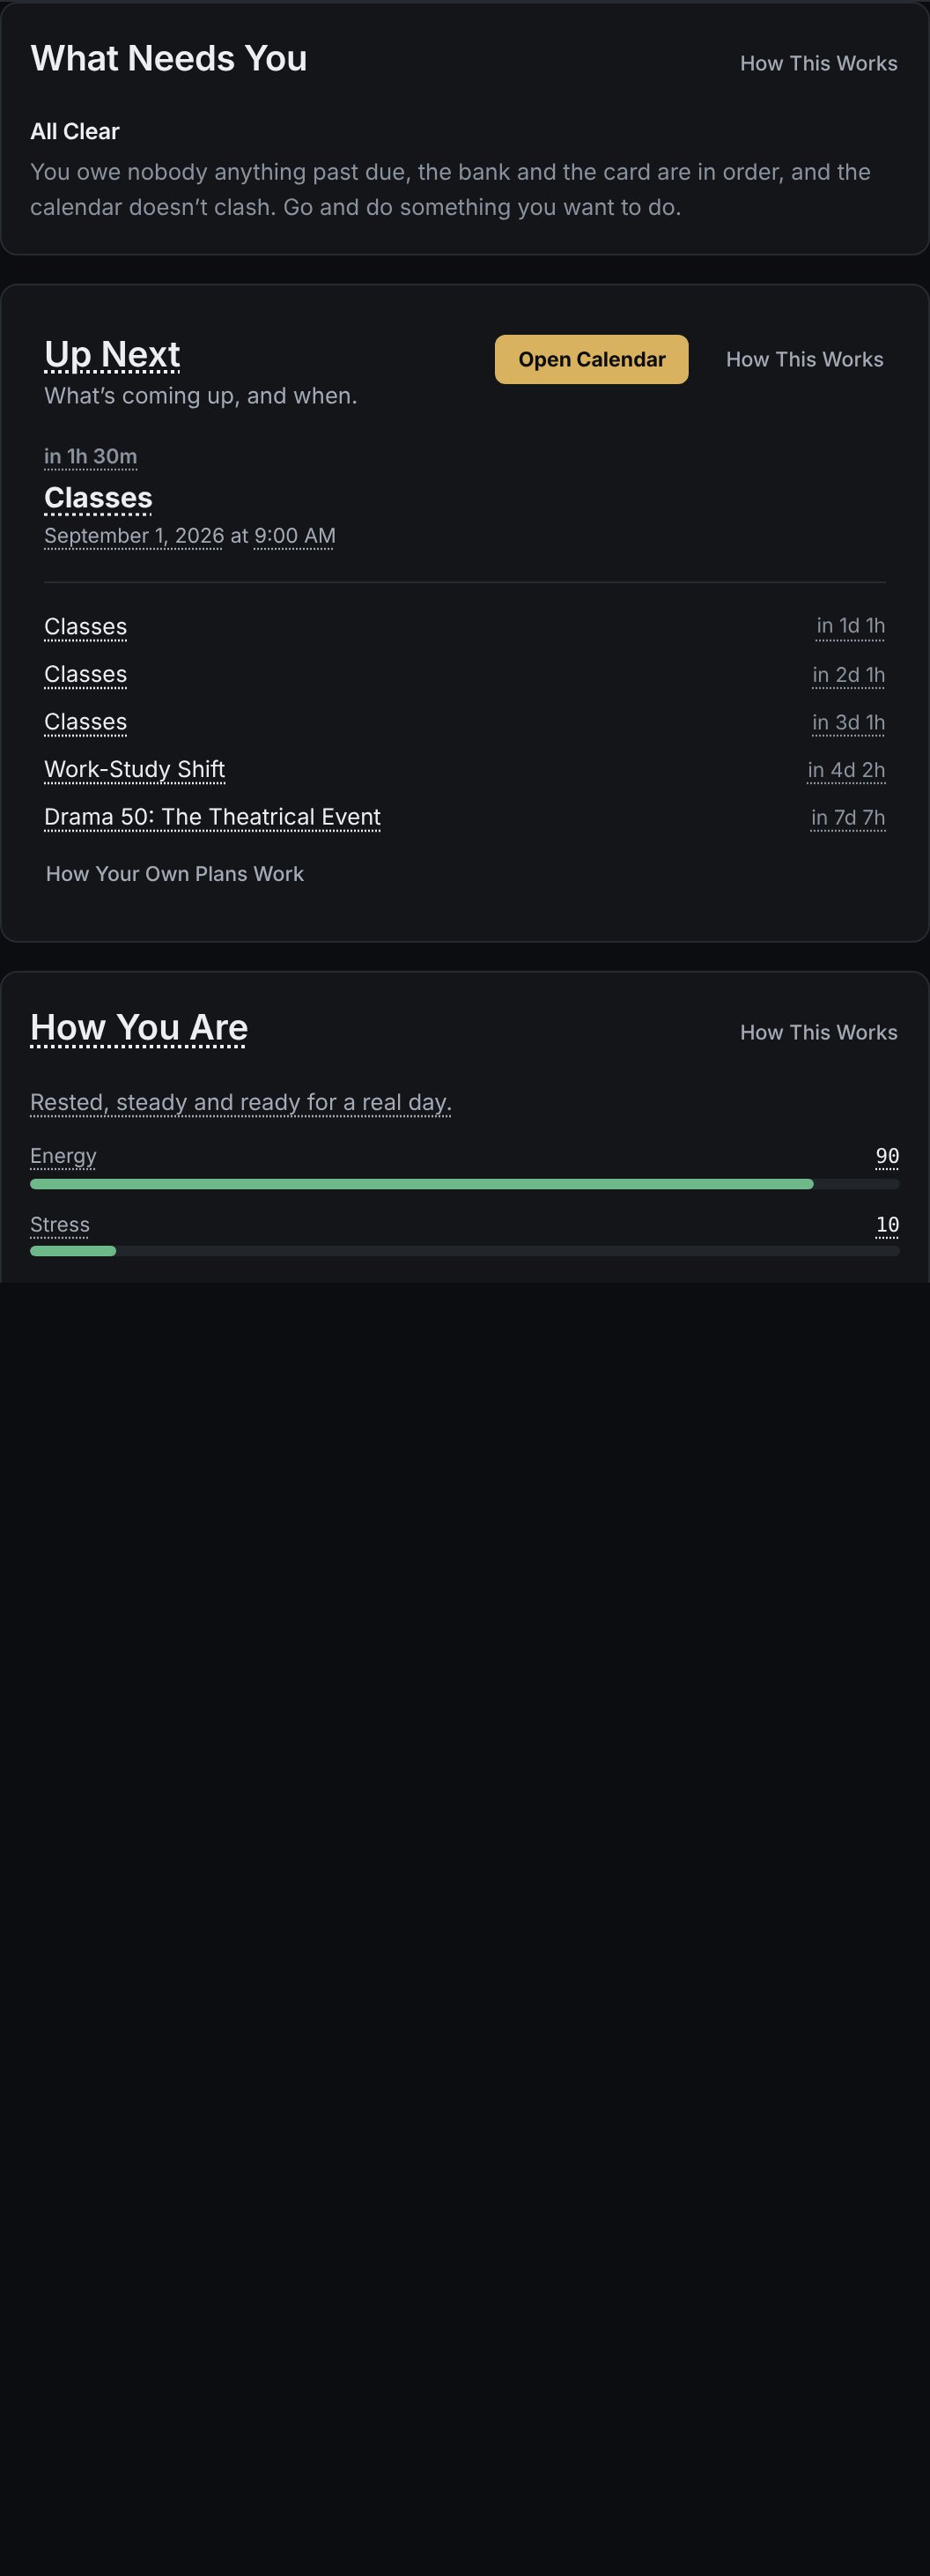 What Needs You
How This Works
All Clear
You owe nobody anything past due, the bank and the card are in order, and the
calendar doesn’t clash. Go and do something you want to do.
Up Next
Open Calendar
How This Works
What’s coming up, and when.
in 1h 30m
Classes
September 1, 2026 at 9:00 AM
Classes
in 1d 1h
Classes
in 2d 1h
Classes
in 3d 1h
Work-Study Shift
in 4d 2h
Drama 50: The Theatrical Event
in 7d 7h
How Your Own Plans Work
How You Are
How This Works
Rested, steady and ready for a real day.
Energy
90
Stress
10